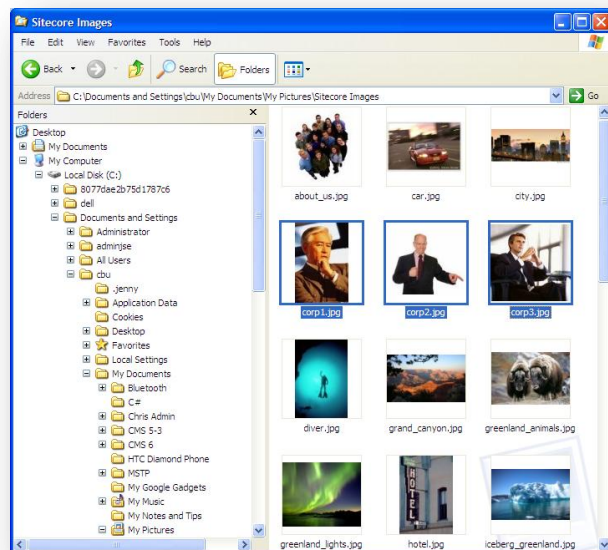 Sitecore Images
File Edit View Favorites Tools Help
Back Search Folders
Address C:\Documents and Settings\cbu\My Documents\My Pictures\Sitecore Images Go
Folders
Desktop
My Documents
My Computer
Local Disk (C:)
8077dae2b75d1787c6
dell
Documents and Settings
Administrator
adminjse
All Users
cbu
.jenny
Application Data
Cookies
Desktop
Favorites
Local Settings
My Documents
Bluetooth
C#
Chris Admin
CMS 5-3
CMS 6
HTC Diamond Phone
MSTP
My Google Gadgets
My Music
My Notes and Tips
My Pictures
about_us.jpg car.jpg city.jpg
corp1.jpg corp2.jpg corp3.jpg
diver.jpg grand_canyon.jpg greenland_animals.jpg
HOTEL
greenland_lights.jpg hotel.jpg iceberg_greenland.jpg